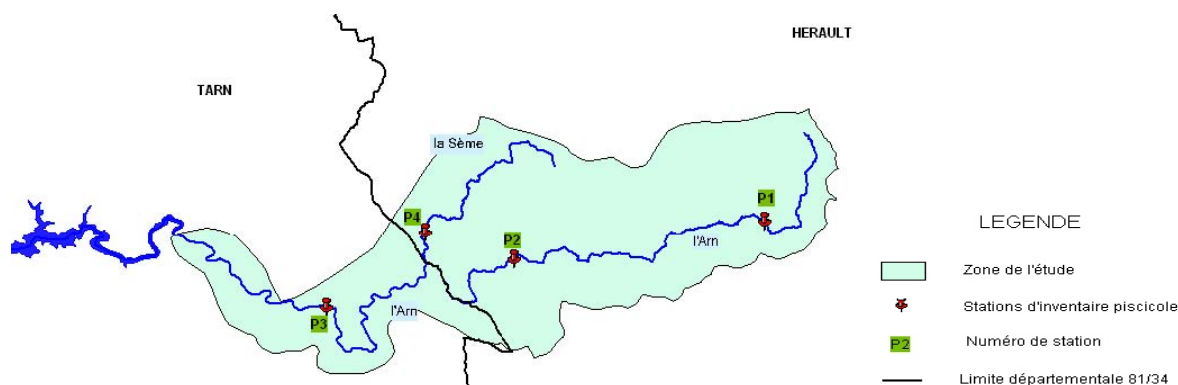 HERAULT
TARN
la Sème
P4
P1
P2
l'Arn
P3
l'Arn
LEGENDE
Zone de l'étude
Stations d'inventaire piscicole
P2
Numéro de station
Limite départementale 81/34